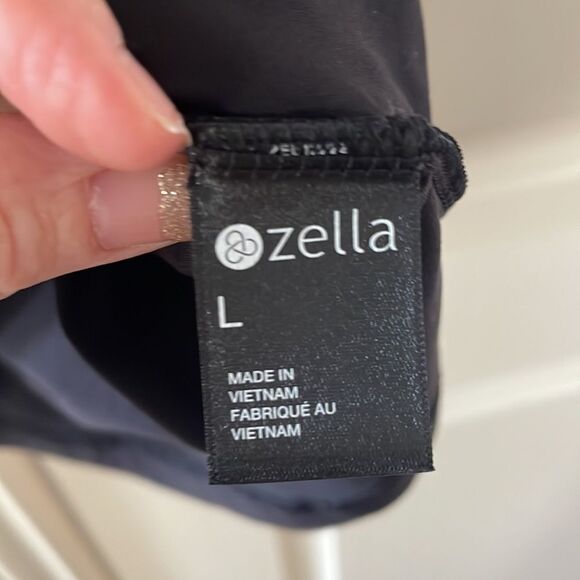 zella
L
MADE IN
VIETNAM
FABRIQUÉ AU
VIETNAM